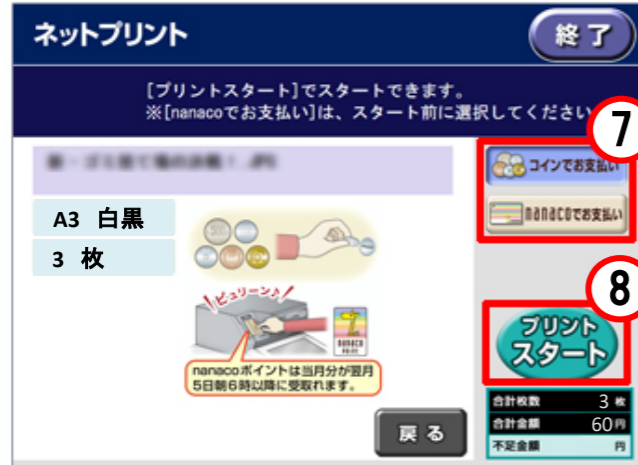 ネットプリント
終了
[プリントスタート]でスタートできます。
※[nanacoでお支払い]は、スタート前に選択してください
7
コインでお支払い
nanacoでお支払い
A3 白黒
3 枚
ピュリーン♪
nanaco
nanacoポイントは当月分が翌月
5日朝6時以降に受取れます。
8
プリント
スタート
戻る
合計枚数 3 枚
合計金額 60 円
不足金額 円